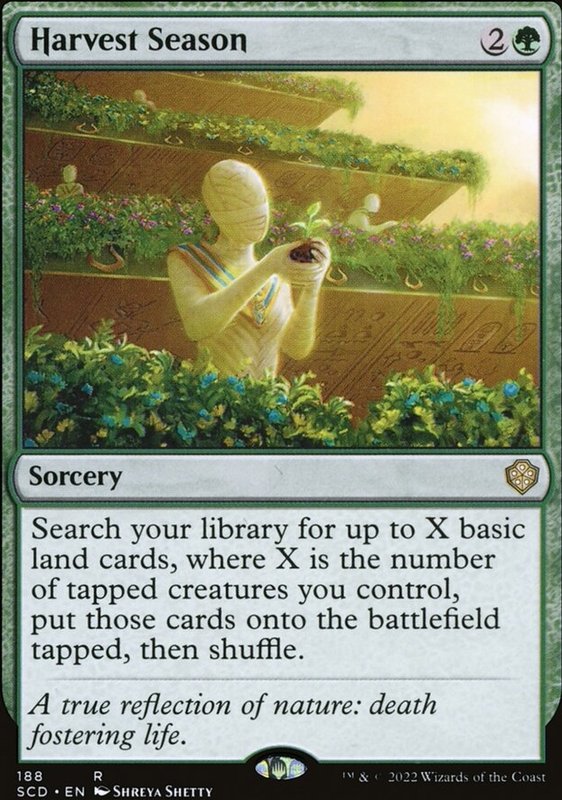 Harvest Season 2
Sorcery
Search your library for up to X basic
land cards, where X is the number
of tapped creatures you control,
put those cards onto the battlefield
tapped, then shuffle.
A true reflection of nature: death
fostering life.
188 R
SCD • EN SHREYA SHETTY
™ & © 2022 Wizards of the Coast